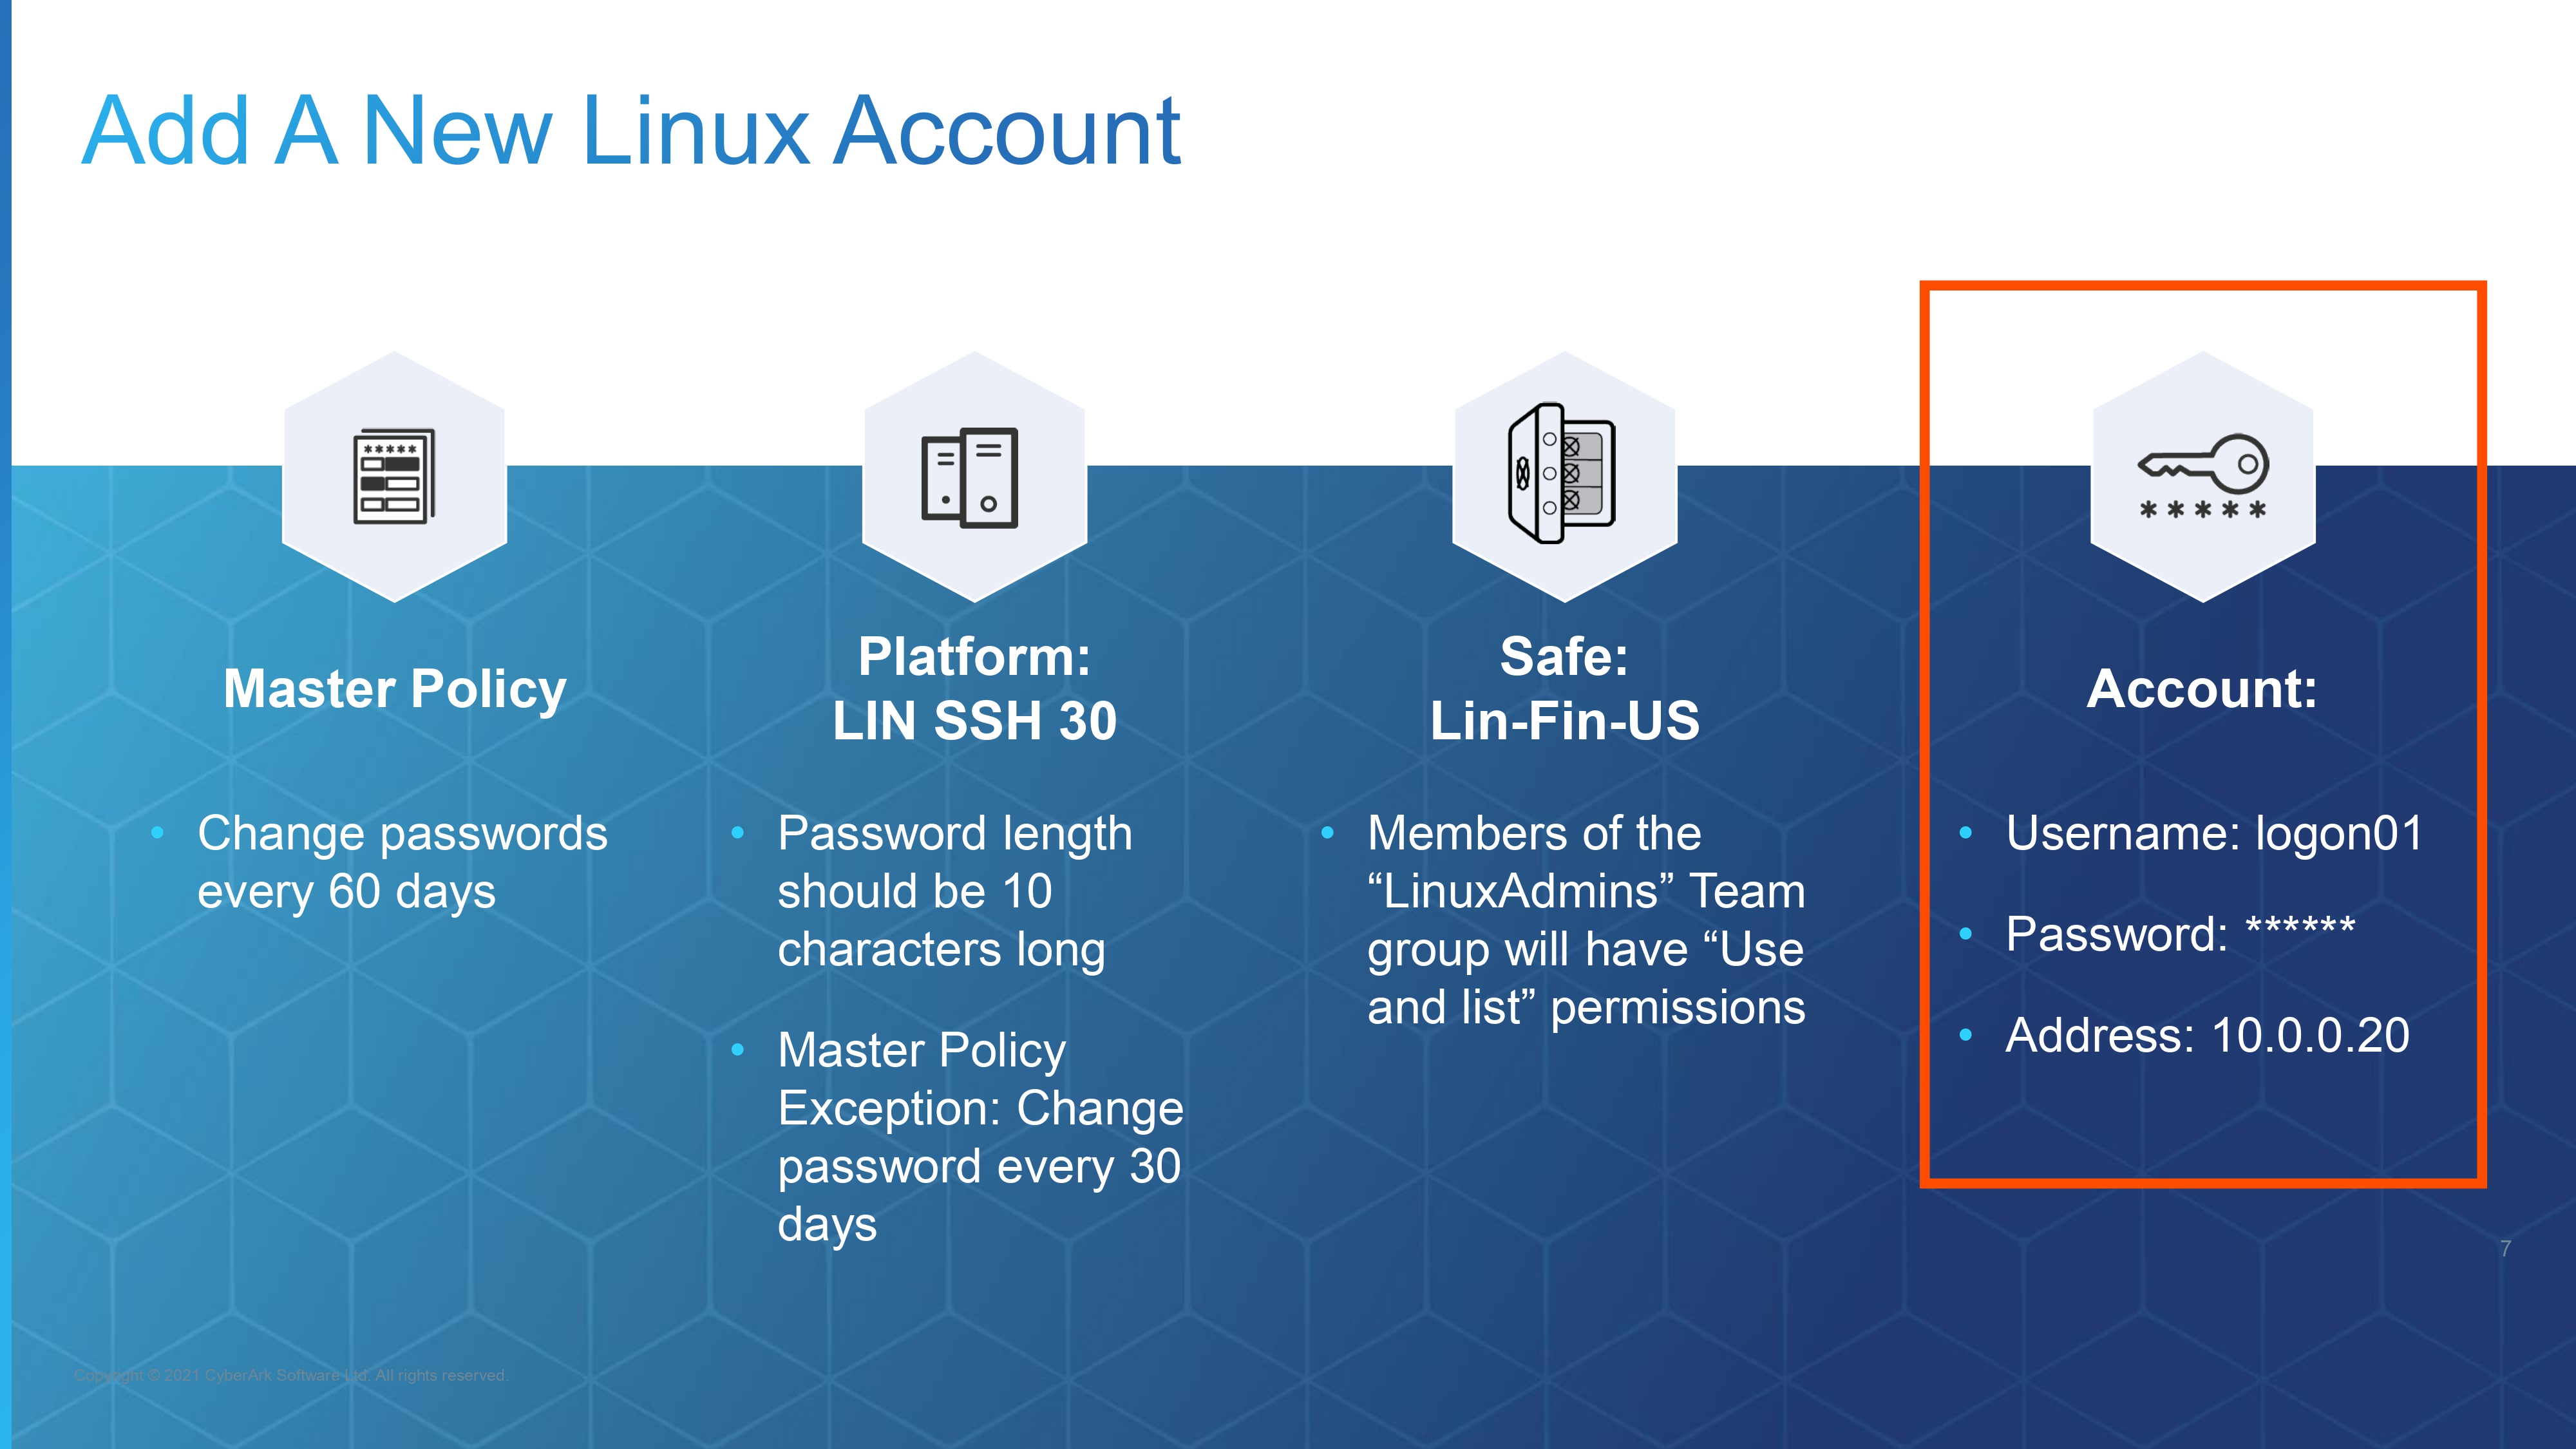 Add A New Linux Account
Master Policy
• Change passwords
every 60 days
Platform:
LIN SSH 30
• Password length
should be 10
characters long
• Master Policy
Exception: Change
password every 30
days
Safe:
Lin-Fin-US
• Members of the
“LinuxAdmins” Team
group will have “Use
and list” permissions
Account:
• Username: logon01
• Password: ******
• Address: 10.0.0.20
7
Copyright © 2021 CyberArk Software Ltd. All rights reserved.